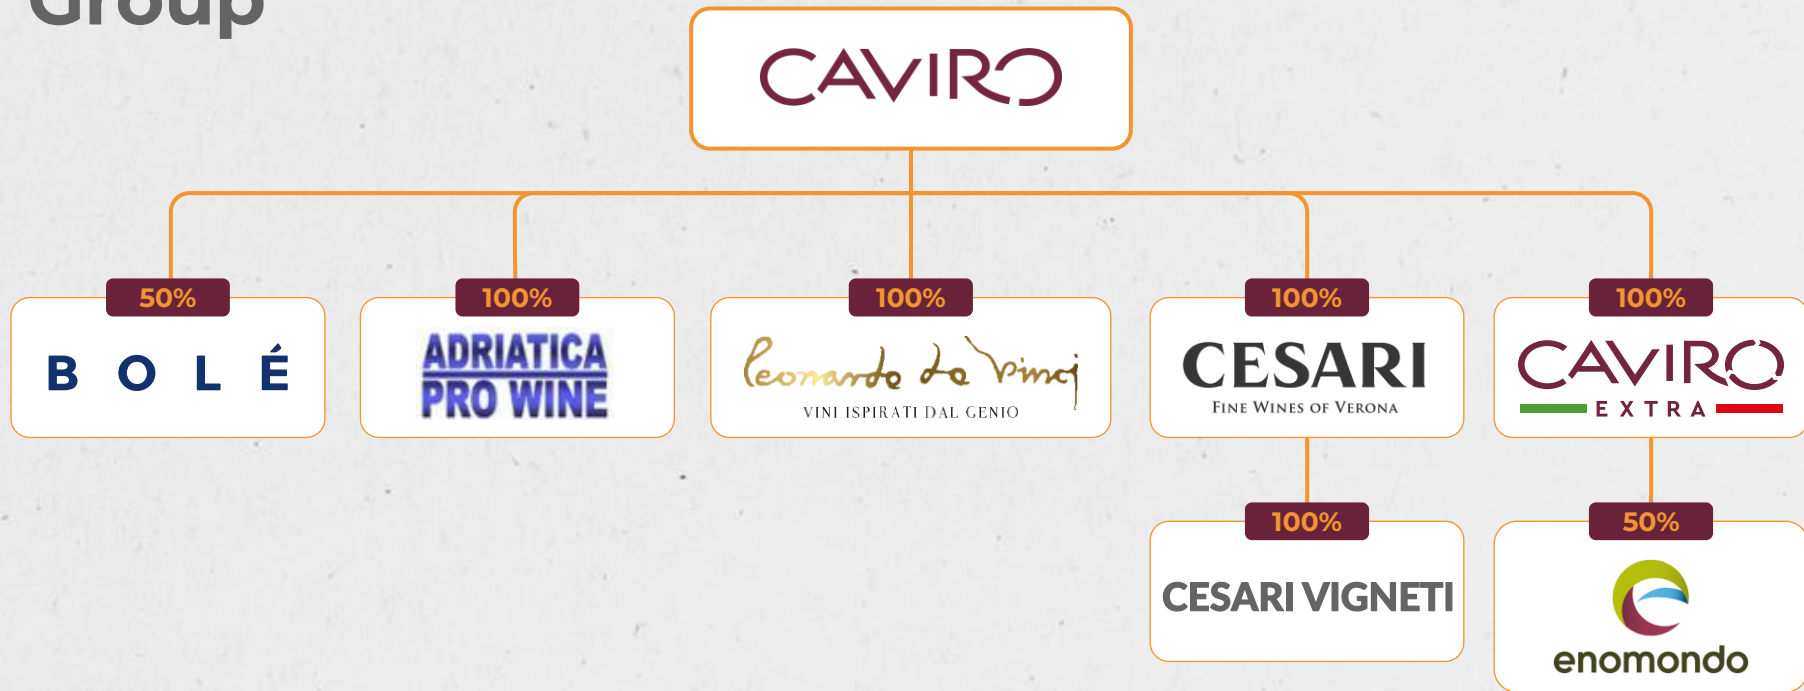 Group
CAVIRO
50%
BOLÉ
100%
ADRIATICA
PRO WINE
100%
Leonardo da Vinci
VINI ISPIRATI DAL GENIO
100%
CESARI
FINE WINES OF VERONA
100%
CAVIRO
EXTRA
100%
CESARI VIGNETI
50%
enomondo